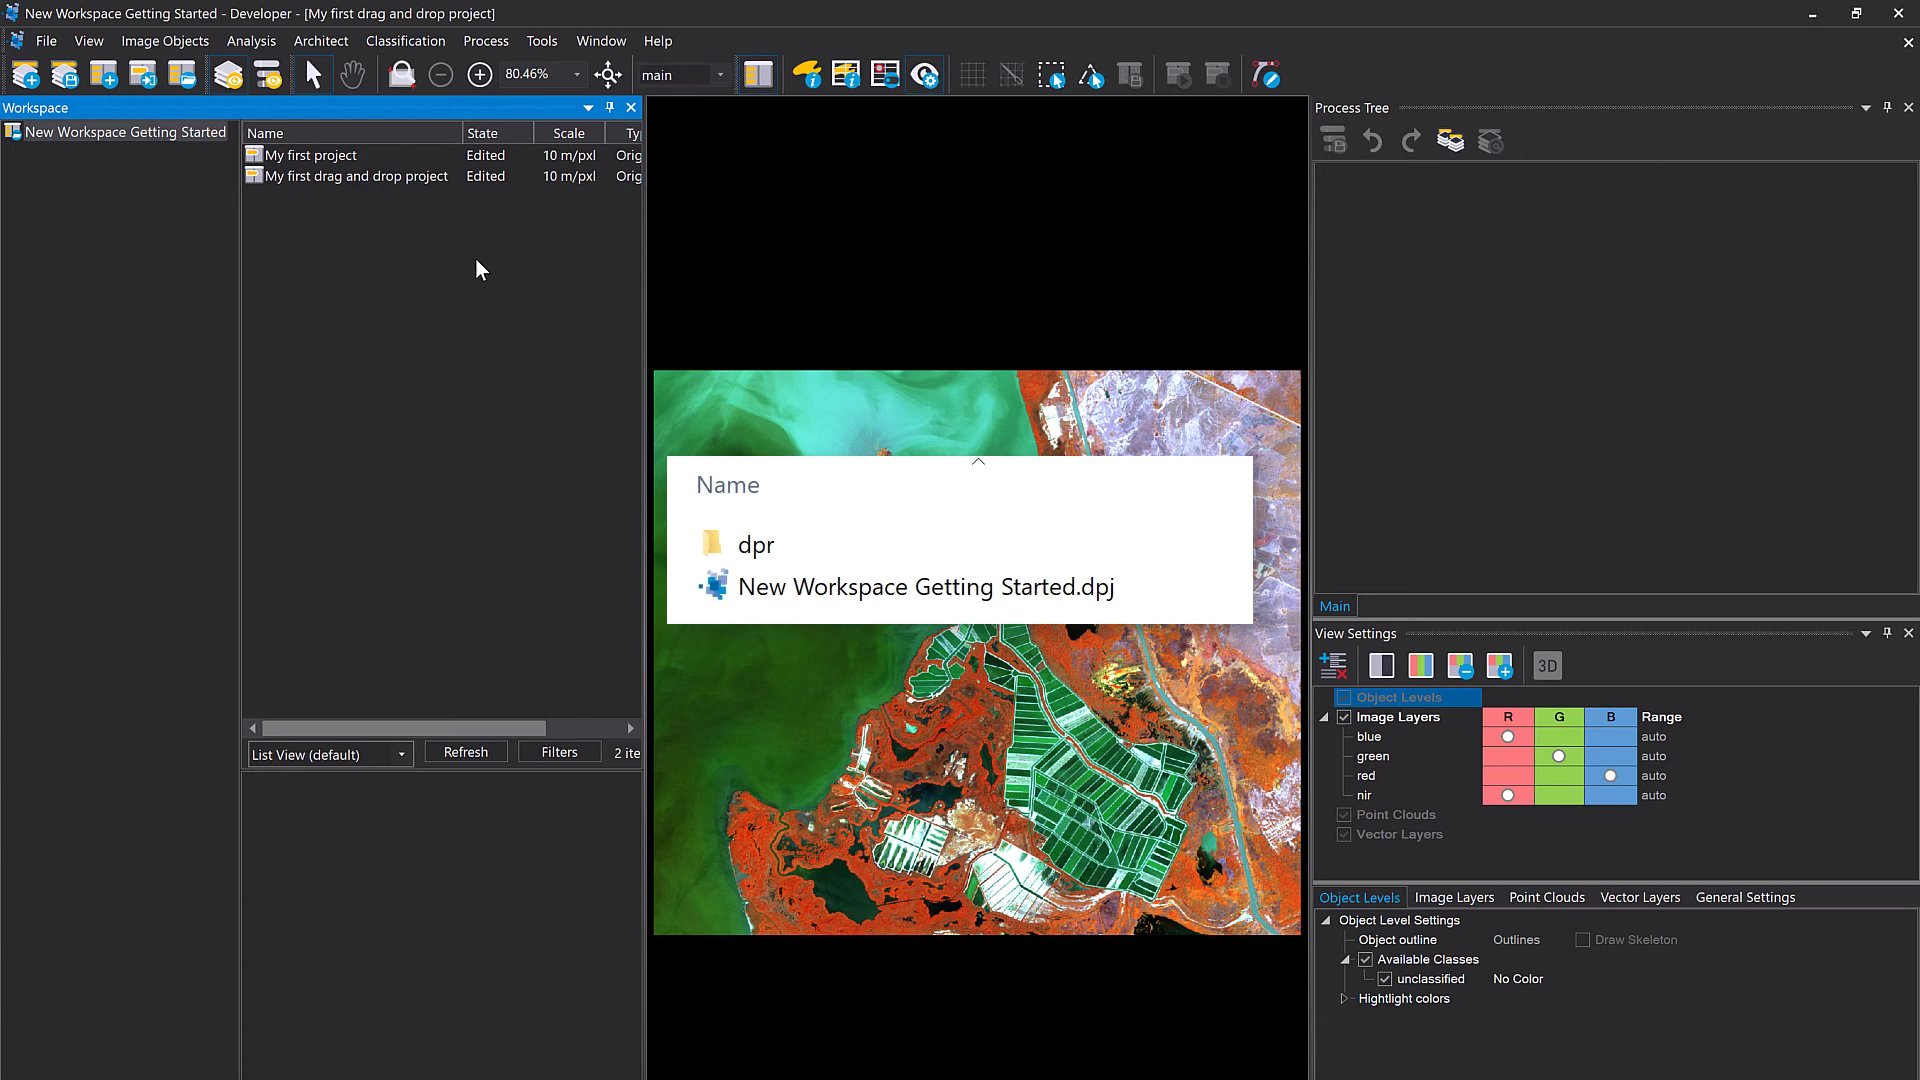 New Workspace Getting Started - Developer - [My first drag and drop project]
File View Image Objects Analysis Architect Classification Process Tools Window Help
80.46% main
Workspace
New Workspace Getting Started
Name State Scale Ty
My first project Edited 10 m/pxl Orig
My first drag and drop project Edited 10 m/pxl Orig
List View (default) Refresh Filters 2 ite
Name
dpr
New Workspace Getting Started.dpj
Process Tree
Main
View Settings
3D
Object Levels
Image Layers R G B Range
blue auto
green auto
red auto
nir auto
Point Clouds
Vector Layers
Object Levels Image Layers Point Clouds Vector Layers General Settings
Object Level Settings
Object outline Outlines Draw Skeleton
Available Classes
unclassified No Color
Hightlight colors